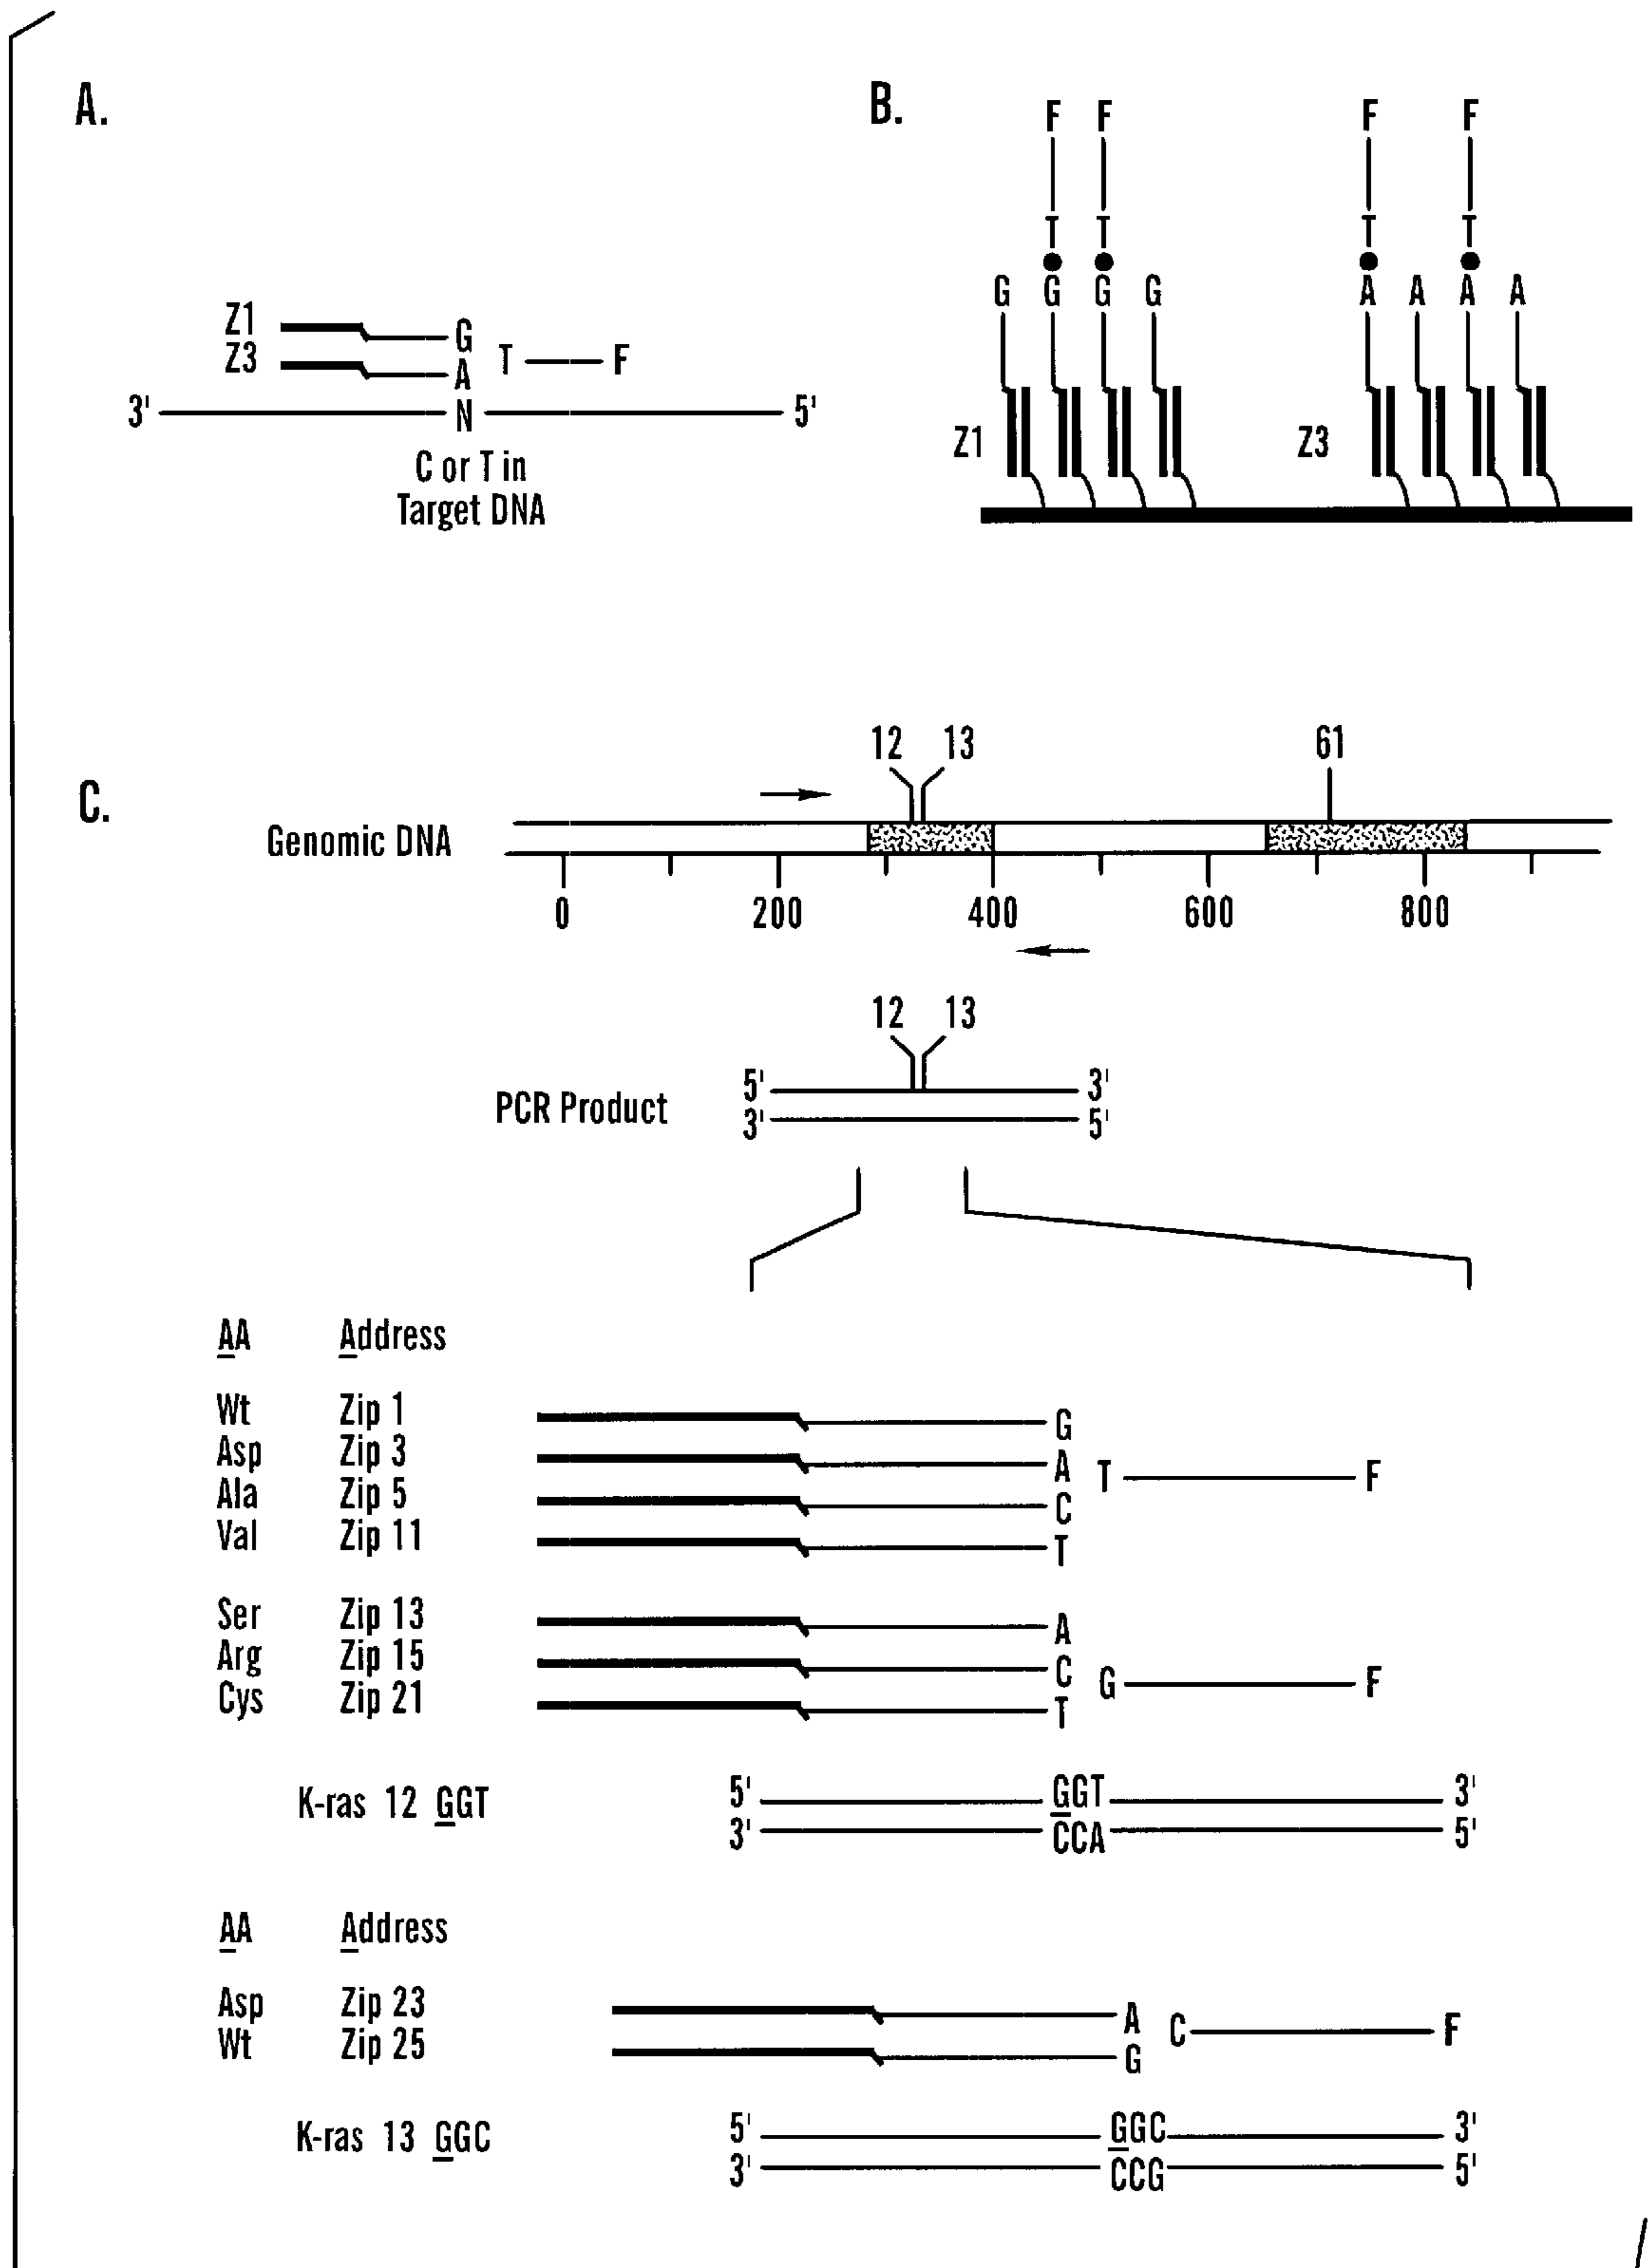 A.
Z1
G
Z3
A
T
F
3'
N
5'
C or T in
Target DNA
B.
F F F F
T T T T
G G G G A A A A
Z1 Z3
C.
12 13 61
Genomic DNA
0 200 400 600 800
12 13
PCR Product
5' 3'
3' 5'
AA Address
Wt Zip 1 G
Asp Zip 3 A T F
Ala Zip 5 C
Val Zip 11 T
Ser Zip 13 A
Arg Zip 15 C G F
Cys Zip 21 T
K-ras 12 GGT
5' GGT 3'
3' CCA 5'
AA Address
Asp Zip 23 A C F
Wt Zip 25 G
K-ras 13 GGC
5' GGC 3'
3' CCG 5'